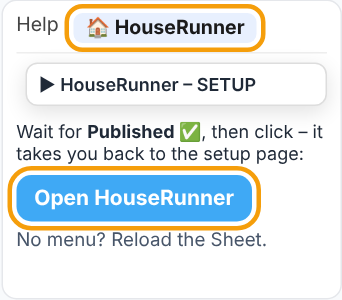 Help 🏠 HouseRunner
▶ HouseRunner – SETUP
Wait for Published ✅, then click – it
takes you back to the setup page:
Open HouseRunner
No menu? Reload the Sheet.